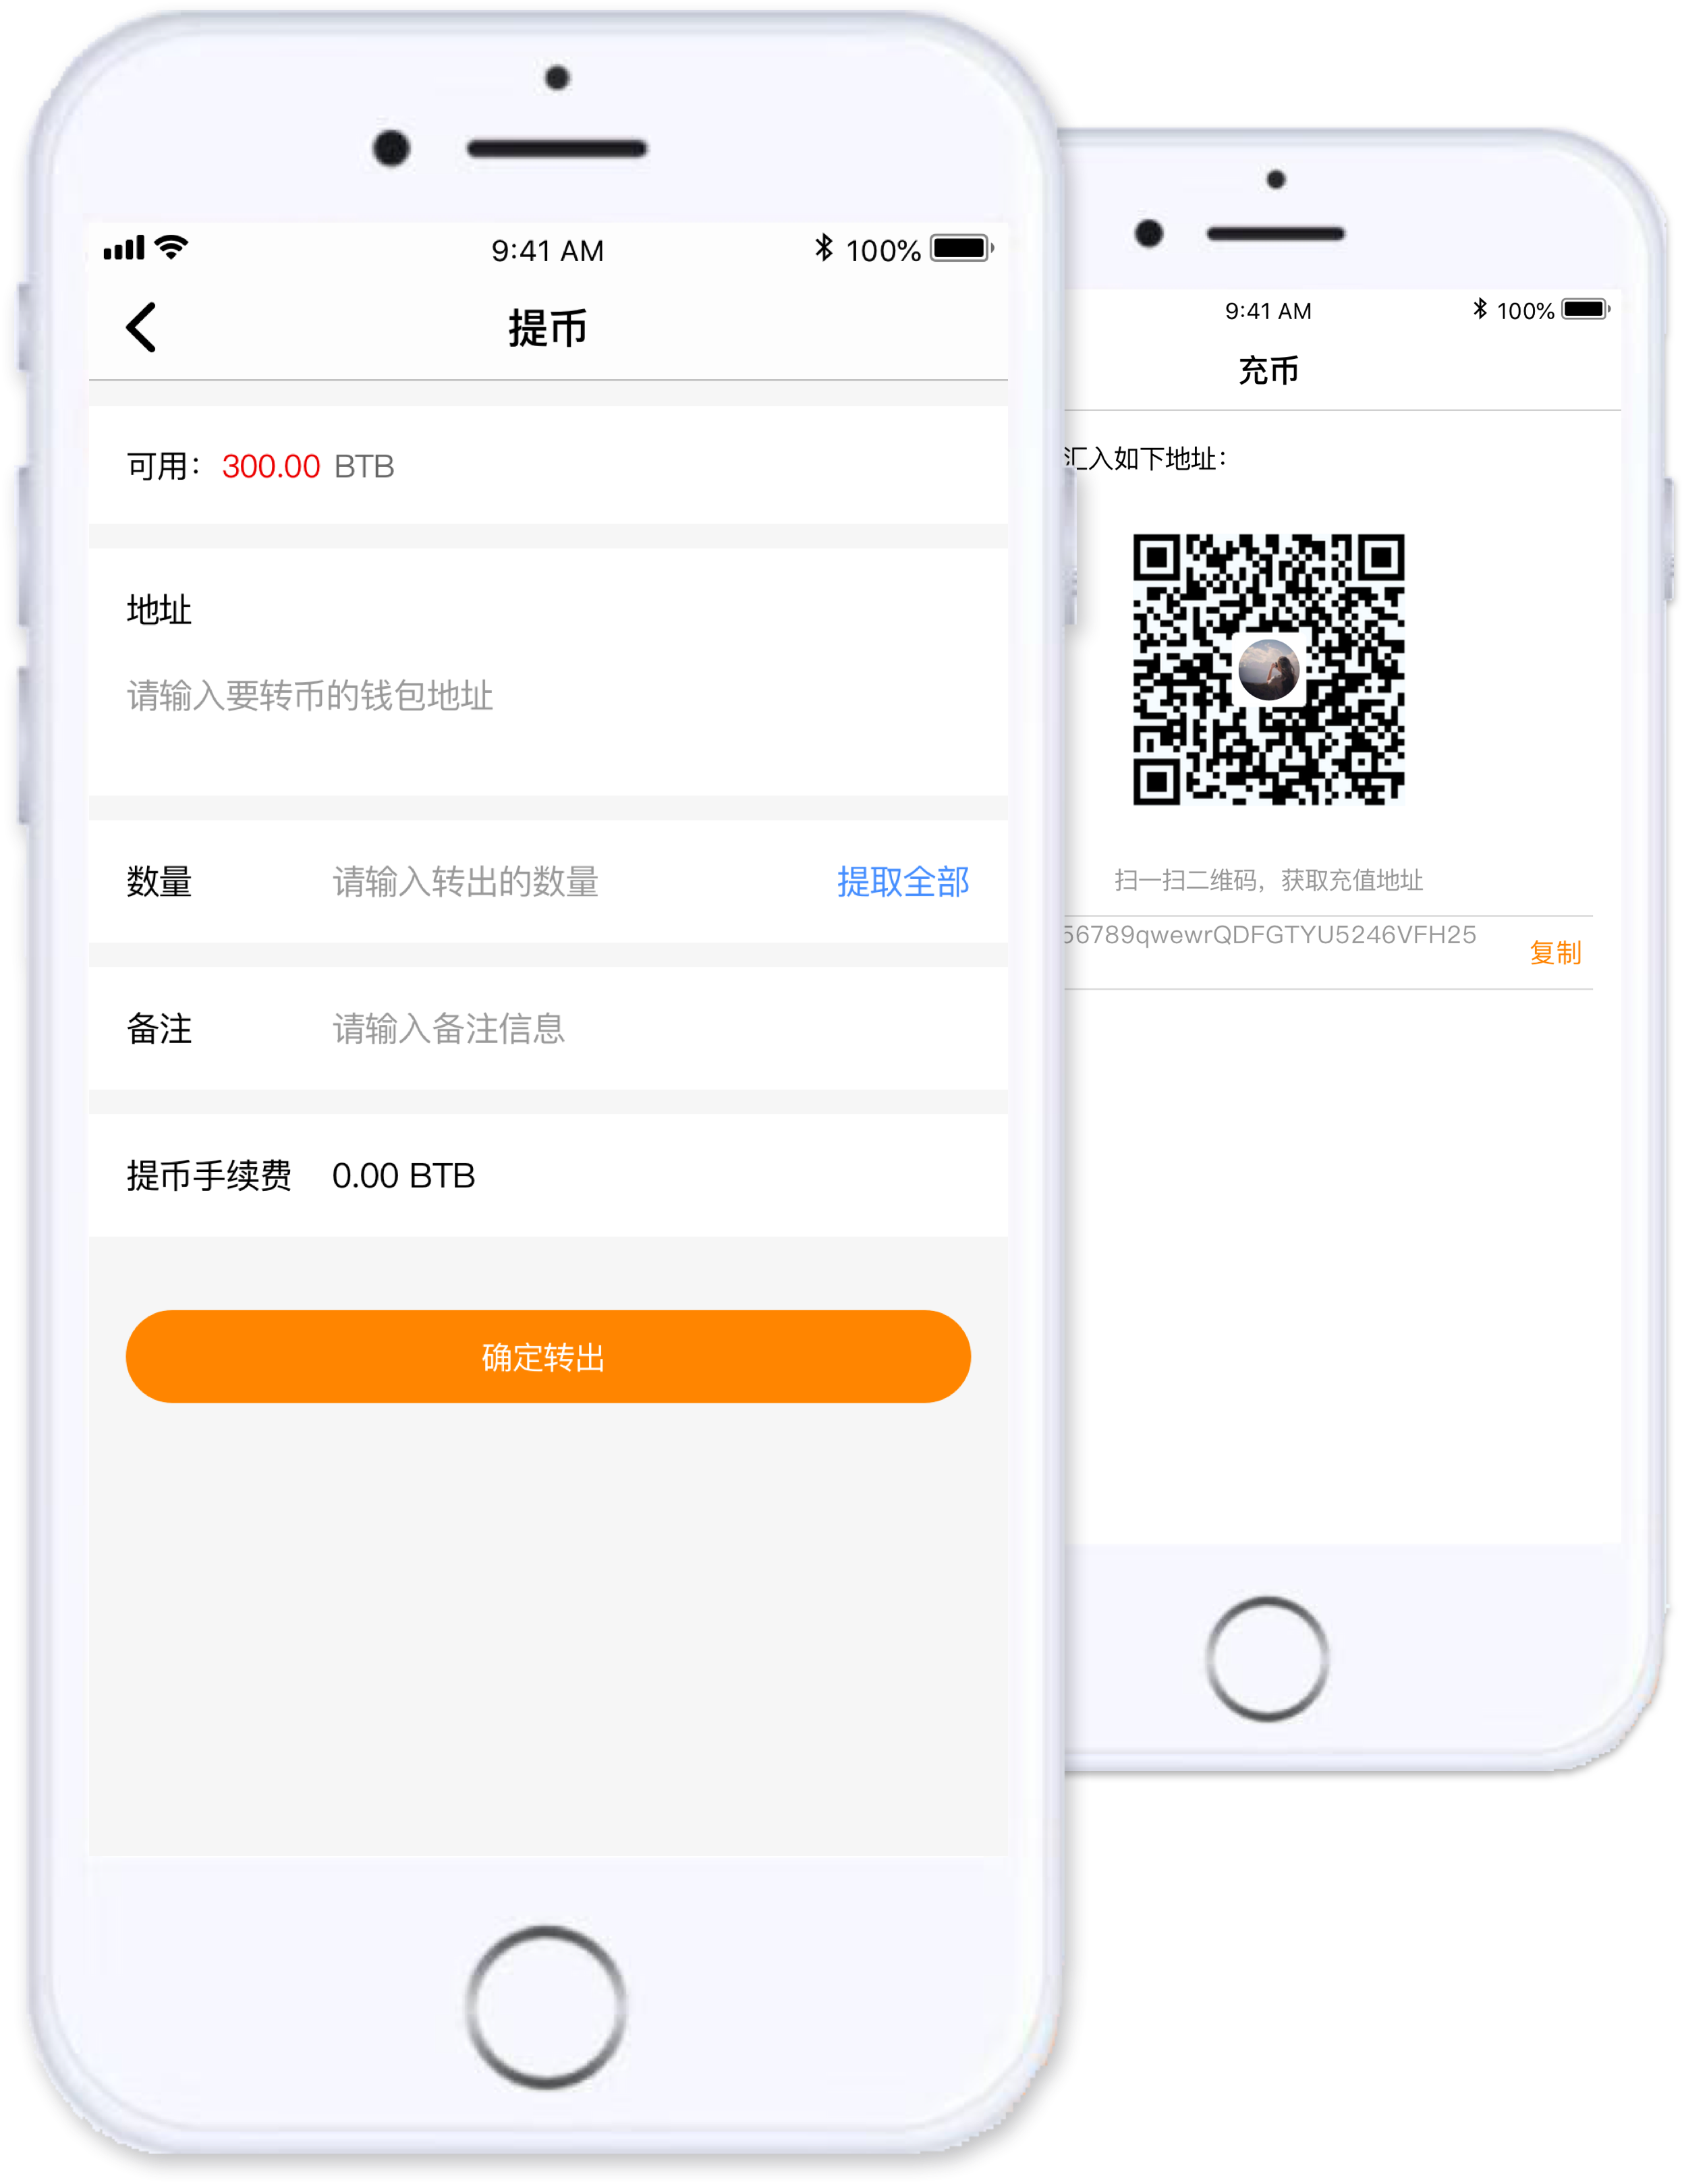 9:41 AM
100%
提币
可用： 300.00 BTB
地址
请输入要转币的钱包地址
数量 请输入转出的数量 提取全部
备注 请输入备注信息
提币手续费 0.00 BTB
确定转出
9:41 AM
100%
充币
汇入如下地址：
扫一扫二维码，获取充值地址
56789qwewrQDFGTYU5246VFH25
复制